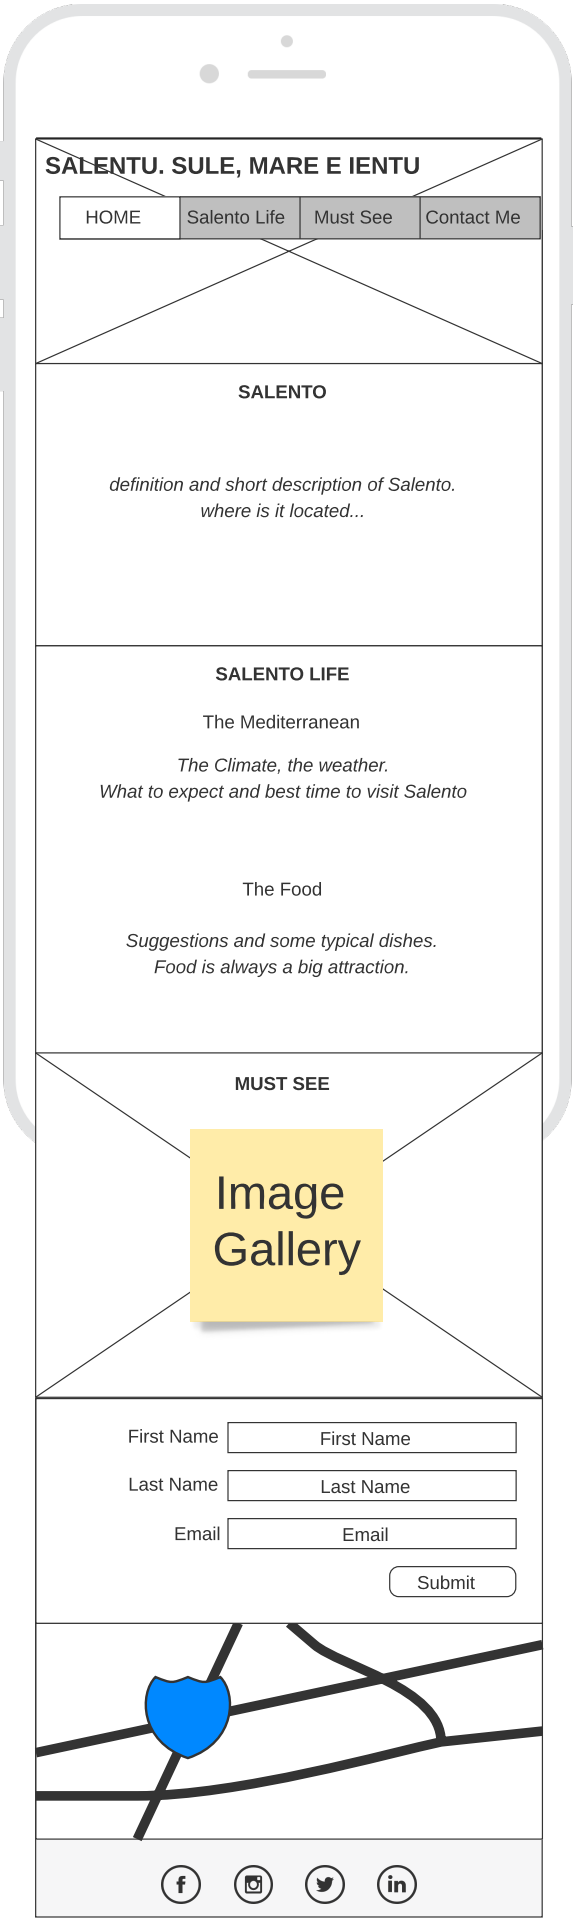 SALENTU. SULE, MARE E IENTU
HOME Salento Life Must See Contact Me
SALENTO
definition and short description of Salento.
where is it located...
SALENTO LIFE
The Mediterranean
The Climate, the weather.
What to expect and best time to visit Salento
The Food
Suggestions and some typical dishes.
Food is always a big attraction.
MUST SEE
Image
Gallery
First Name First Name
Last Name Last Name
Email Email
Submit